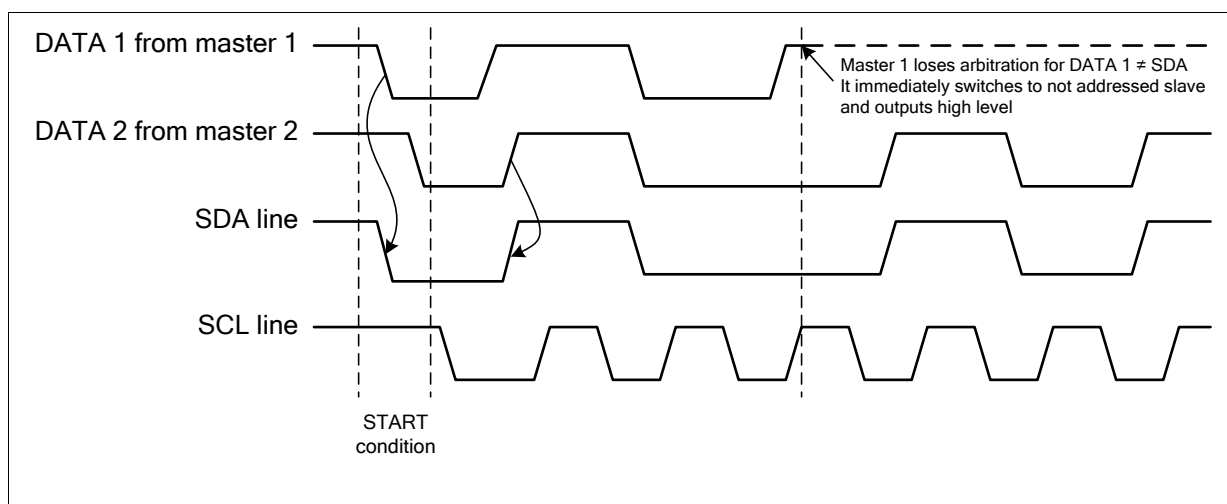 DATA 1 from master 1
Master 1 loses arbitration for DATA 1 ≠ SDA
It immediately switches to not addressed slave
and outputs high level
DATA 2 from master 2
SDA line
SCL line
START
condition